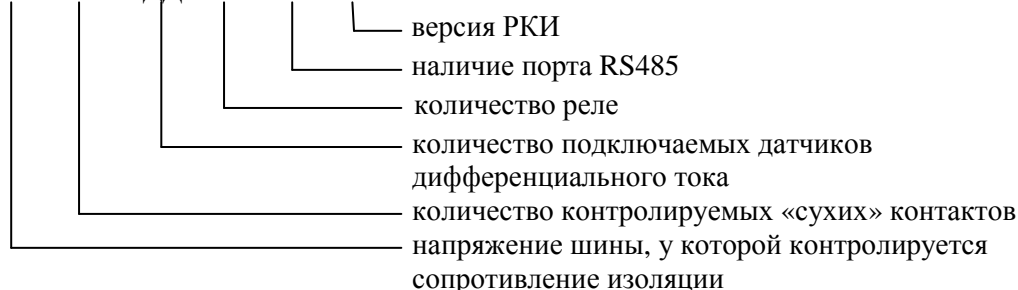 версия РКИ
наличие порта RS485
количество реле
количество подключаемых датчиков
дифференциального тока
количество контролируемых «сухих» контактов
напряжение шины, у которой контролируется
сопротивление изоляции